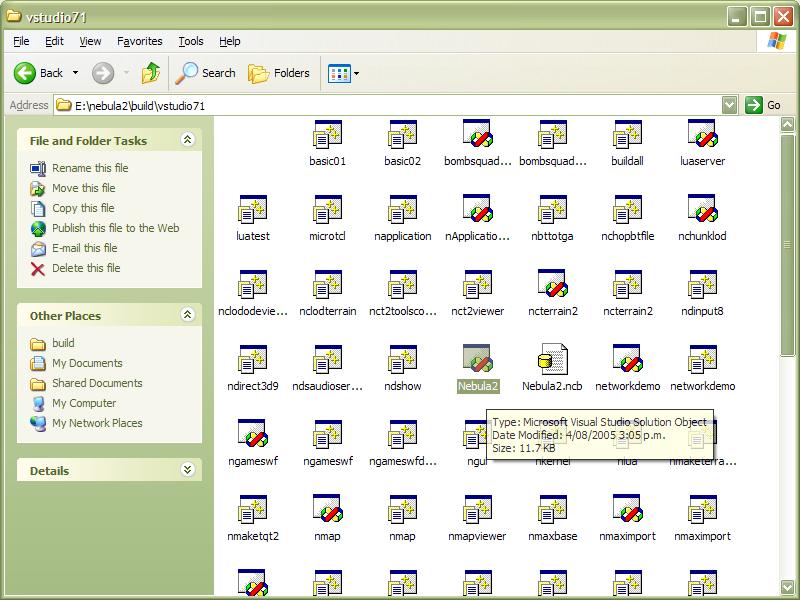 vstudio71
File Edit View Favorites Tools Help
Back Search Folders
Address E:\nebula2\build\vstudio71 Go
File and Folder Tasks
Rename this file
Move this file
Copy this file
Publish this file to the Web
E-mail this file
Delete this file
Other Places
build
My Documents
Shared Documents
My Computer
My Network Places
Details
basic01 basic02 bombsquad... bombsquad... buildall luaserver
luatest microtcl napplication nApplicatio... nbttotga nchopbtfile nchunklod
nclododevie... nclodterrain nct2toolsco... nct2viewer ncterrain2 ncterrain2 ndinput8
ndirect3d9 ndsaudioser... ndshow Nebula2 Nebula2.ncb networkdemo networkdemo
Type: Microsoft Visual Studio Solution Object
Date Modified: 4/08/2005 3:05 p.m.
Size: 11.7 KB
ngameswf ngameswf ngameswfd... ngui nkernel nlua nmaketerra...
nmaketqt2 nmap nmap nmapviewer nmaxbase nmaximport nmaximport